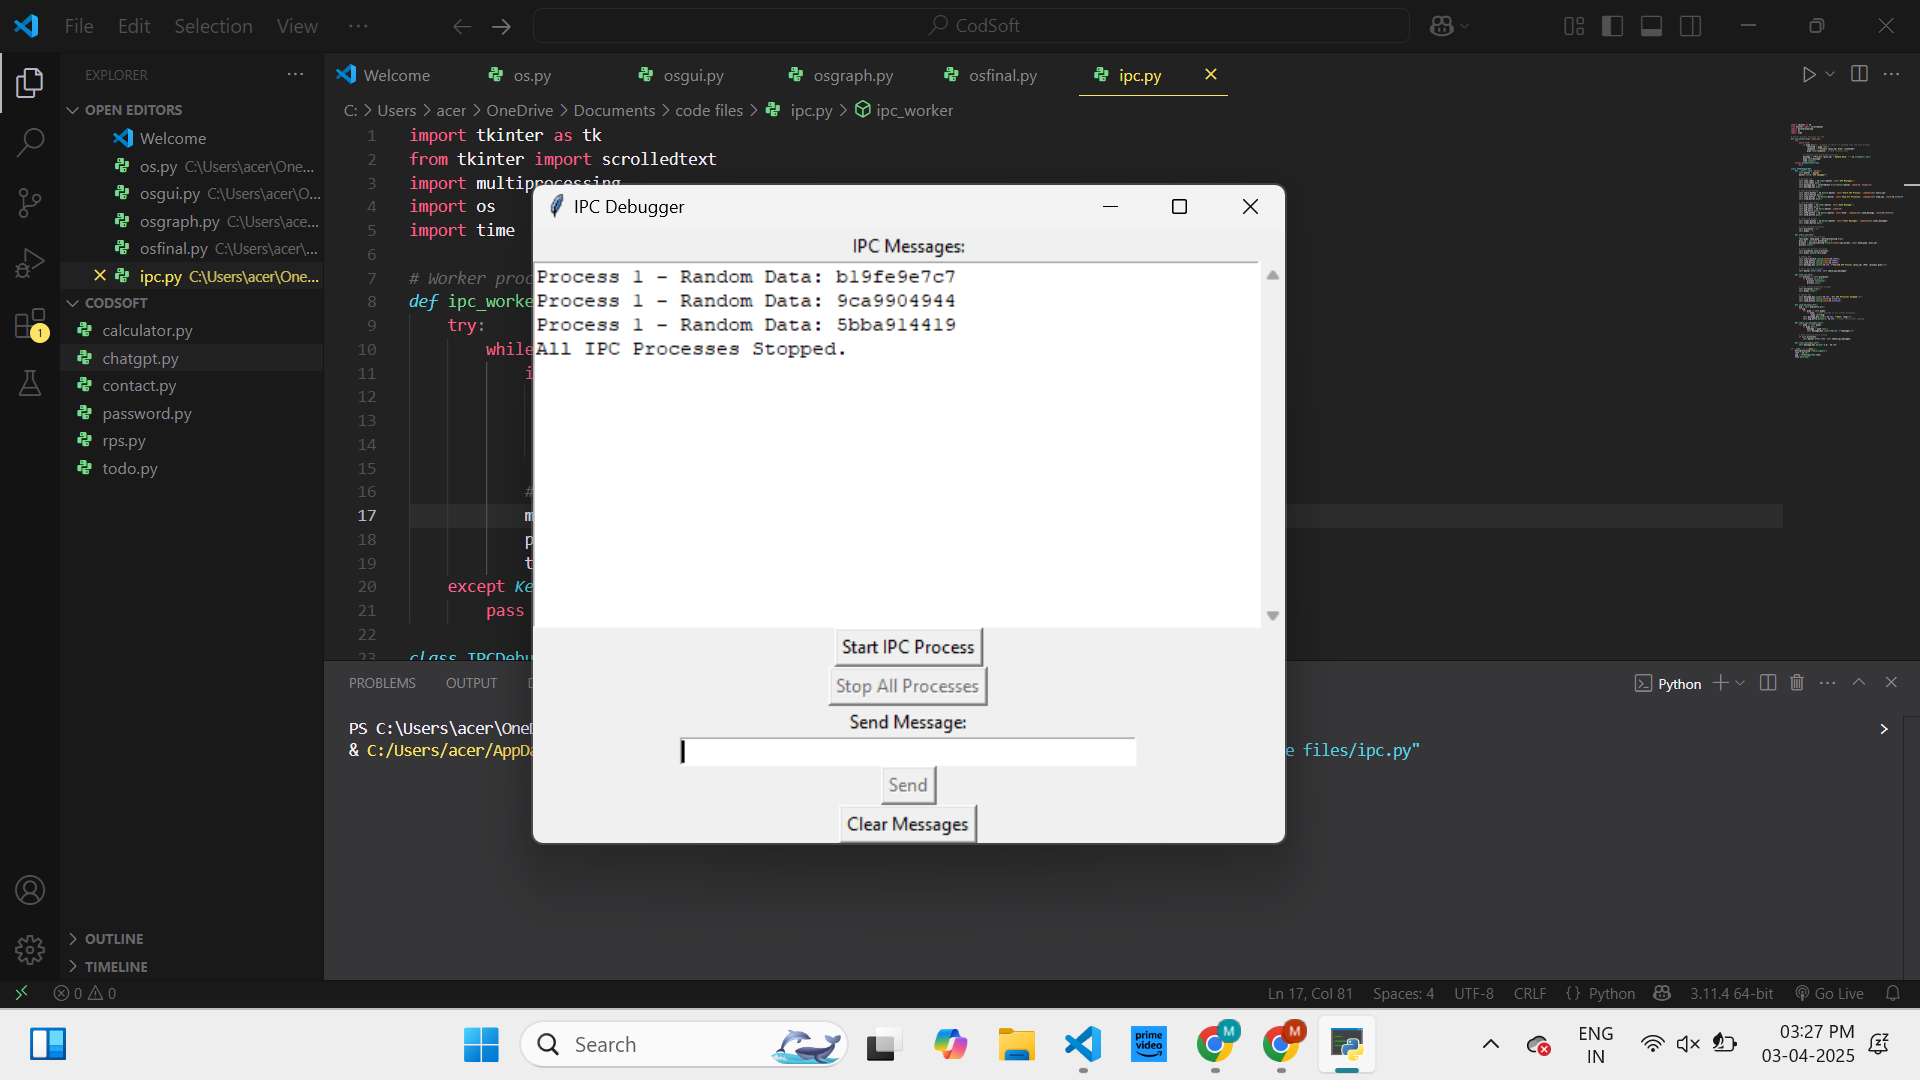 File Edit Selection View ··· CodSoft
EXPLORER ···
OPEN EDITORS
Welcome
os.py C:\Users\acer\One...
osgui.py C:\Users\acer\O...
osgraph.py C:\Users\ace...
osfinal.py C:\Users\acer\...
ipc.py C:\Users\acer\One...
CODSOFT
calculator.py
chatgpt.py
contact.py
password.py
rps.py
todo.py
OUTLINE
TIMELINE
1
Welcome os.py osgui.py osgraph.py osfinal.py ipc.py
C: > Users > acer > OneDrive > Documents > code files > ipc.py > ipc_worker
1 import tkinter as tk
2 from tkinter import scrolledtext
3 import multiprocessing
4 import os
5 import time
6
7 # Worker proc
8 def ipc_worke
9 try:
10 while
11 i
12
13
14
15
16 #
17 m
18 p
19 t
20 except Ke
21 pass
22
23 class IPCDebu
IPC Debugger
IPC Messages:
Process 1 - Random Data: b19fe9e7c7
Process 1 - Random Data: 9ca9904944
Process 1 - Random Data: 5bba914419
All IPC Processes Stopped.
Start IPC Process
Stop All Processes
Send Message:
Send
Clear Messages
PROBLEMS OUTPUT D
Python
PS C:\Users\acer\OneD
& C:/Users/acer/AppDa e files/ipc.py"
0 0 Ln 17, Col 81 Spaces: 4 UTF-8 CRLF {} Python 3.11.4 64-bit Go Live
Search
prime video
M
M
ENG
IN
03:27 PM
03-04-2025